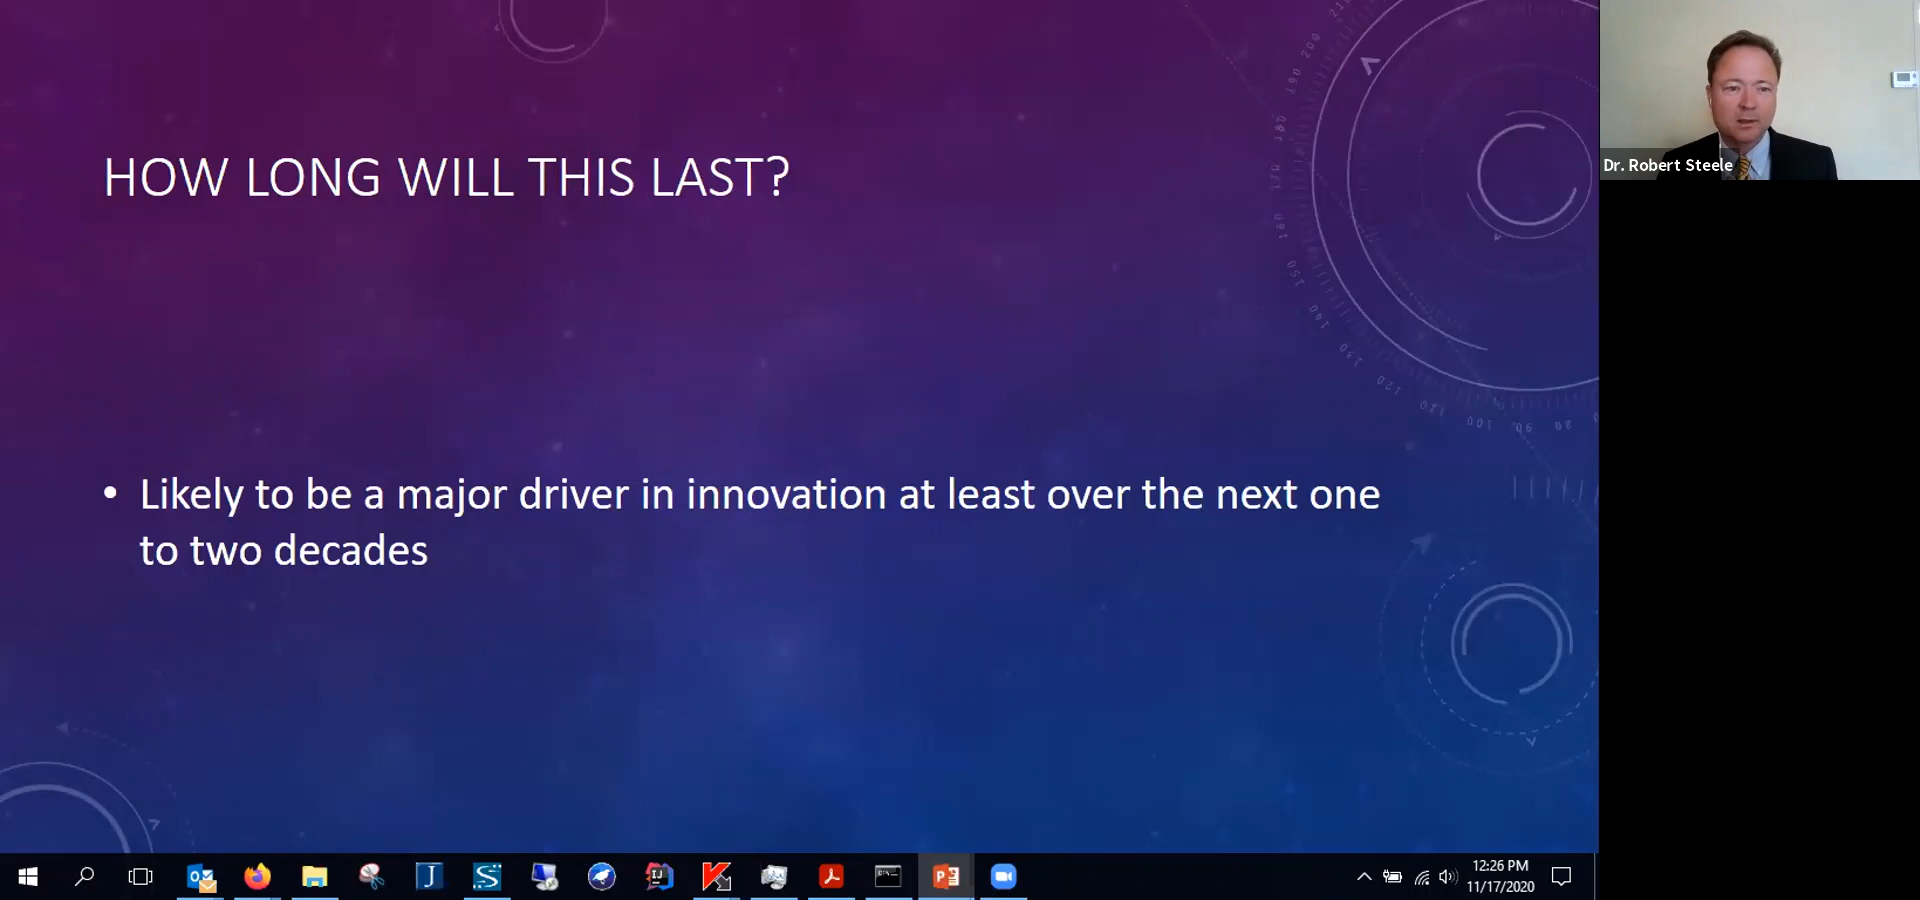 HOW LONG WILL THIS LAST?
• Likely to be a major driver in innovation at least over the next one
to two decades
Dr. Robert Steele
12:26 PM
11/17/2020